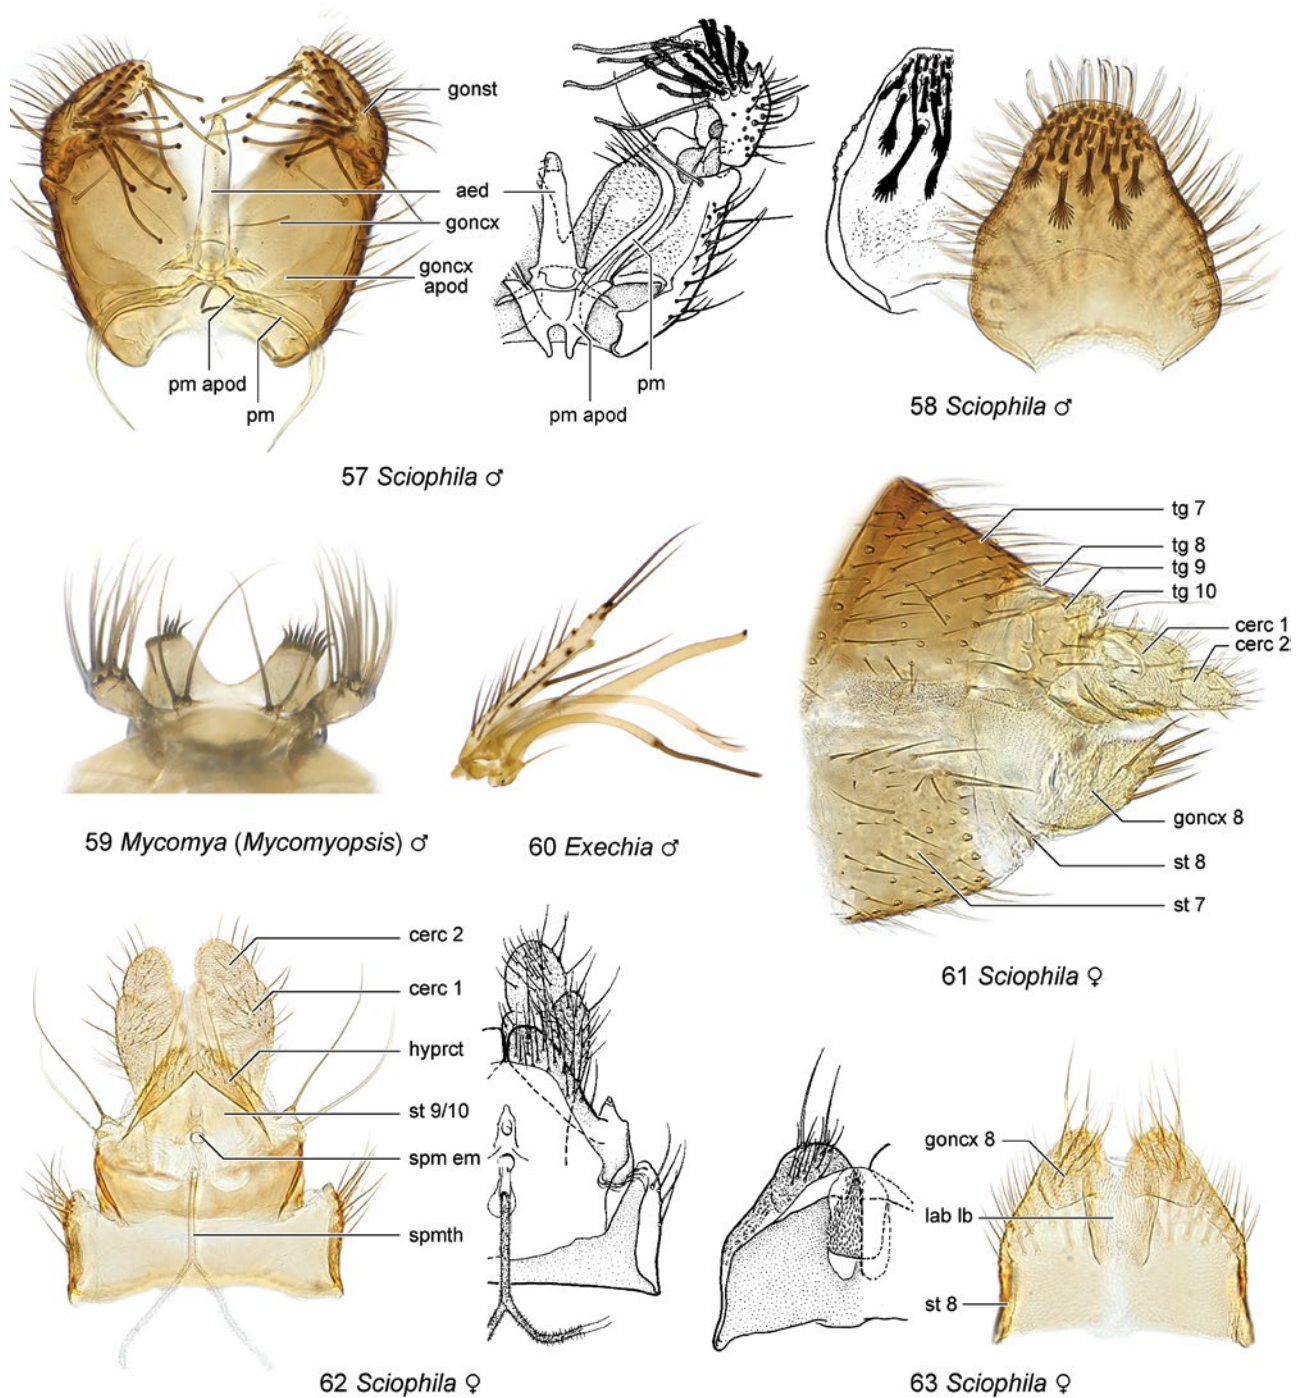 gonst
aed
goncx
goncx
apod
pm apod
pm
pm
pm apod
57 Sciophila ♂
58 Sciophila ♂
59 Mycomya (Mycomyopsis) ♂
60 Exechia ♂
tg 7
tg 8
tg 9
tg 10
cerc 1
cerc 2
goncx 8
st 8
st 7
61 Sciophila ♀
cerc 2
cerc 1
hyprct
st 9/10
spm em
spmth
62 Sciophila ♀
goncx 8
lab lb
st 8
63 Sciophila ♀